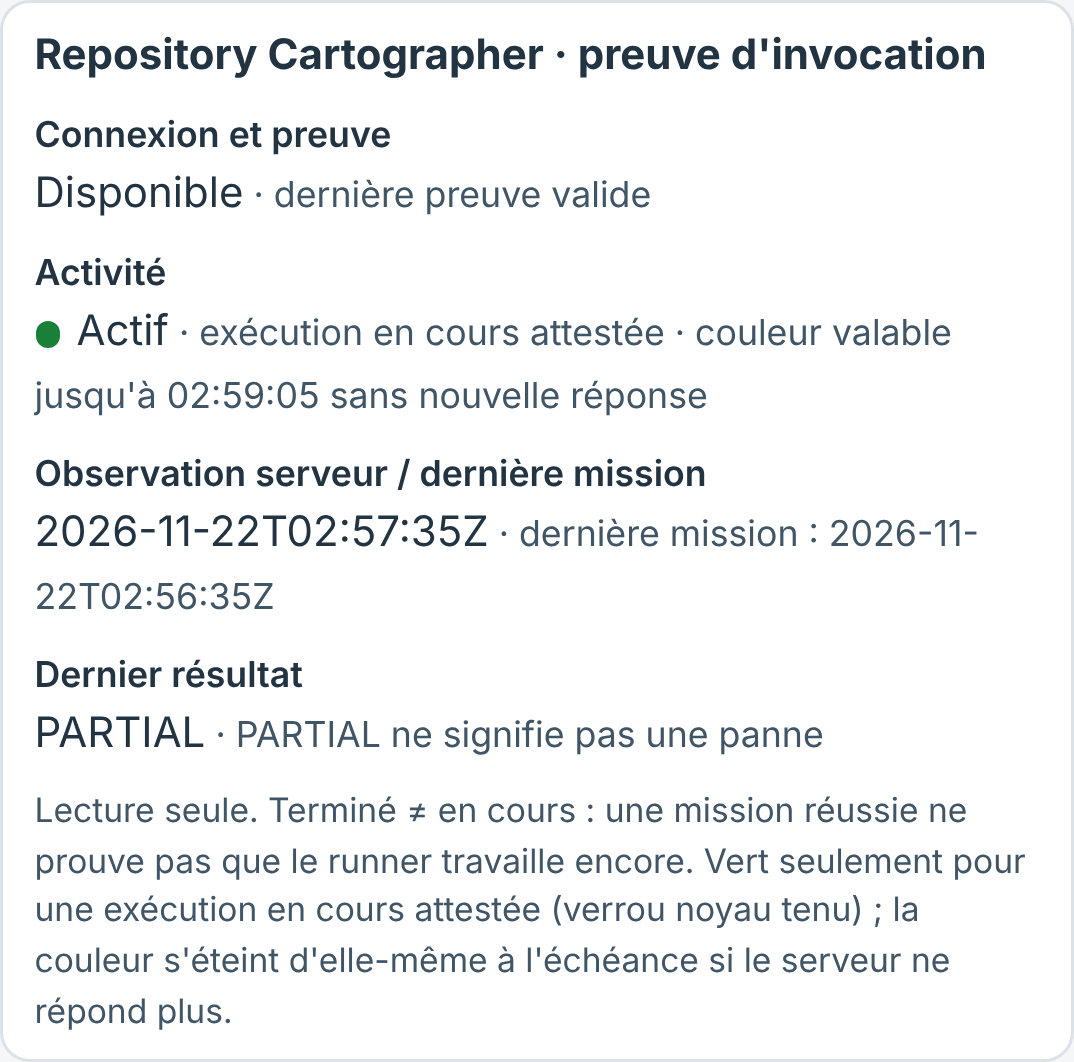 Repository Cartographer · preuve d'invocation
Connexion et preuve
Disponible · dernière preuve valide
Activité
Actif · exécution en cours attestée · couleur valable
jusqu'à 02:59:05 sans nouvelle réponse
Observation serveur / dernière mission
2026-11-22T02:57:35Z · dernière mission : 2026-11-
22T02:56:35Z
Dernier résultat
PARTIAL · PARTIAL ne signifie pas une panne
Lecture seule. Terminé ≠ en cours : une mission réussie ne
prouve pas que le runner travaille encore. Vert seulement pour
une exécution en cours attestée (verrou noyau tenu) ; la
couleur s'éteint d'elle-même à l'échéance si le serveur ne
répond plus.